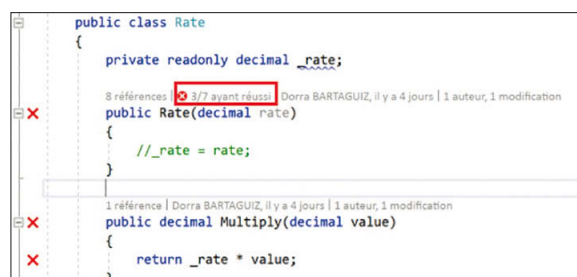 public class Rate
{
private readonly decimal _rate;
8 références | 3/7 ayant réussi | Dorra BARTAGUIZ, il y a 4 jours | 1 auteur, 1 modification
public Rate(decimal rate)
{
//_rate = rate;
}
1 référence | Dorra BARTAGUIZ, il y a 4 jours | 1 auteur, 1 modification
public decimal Multiply(decimal value)
{
return _rate * value;
}